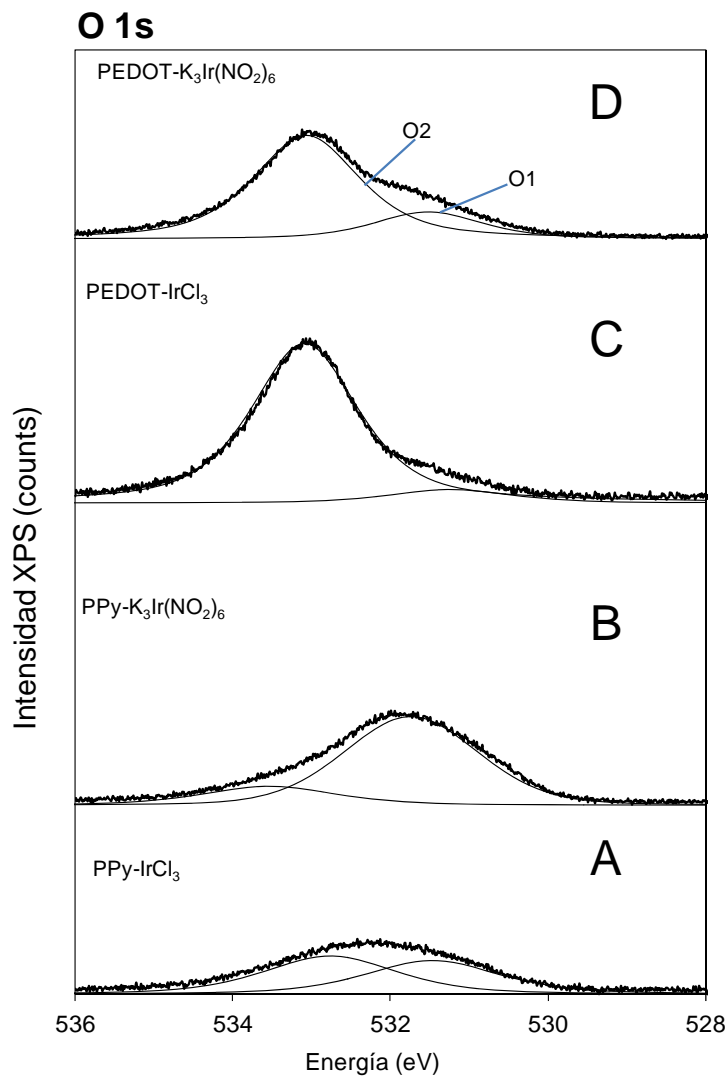 O 1s
PEDOT-K₃Ir(NO₂)₆
D
O2
O1
PEDOT-IrCl₃
C
Intensidad XPS (counts)
PPy-K₃Ir(NO₂)₆
B
PPy-IrCl₃
A
536 534 532 530 528
Energía (eV)